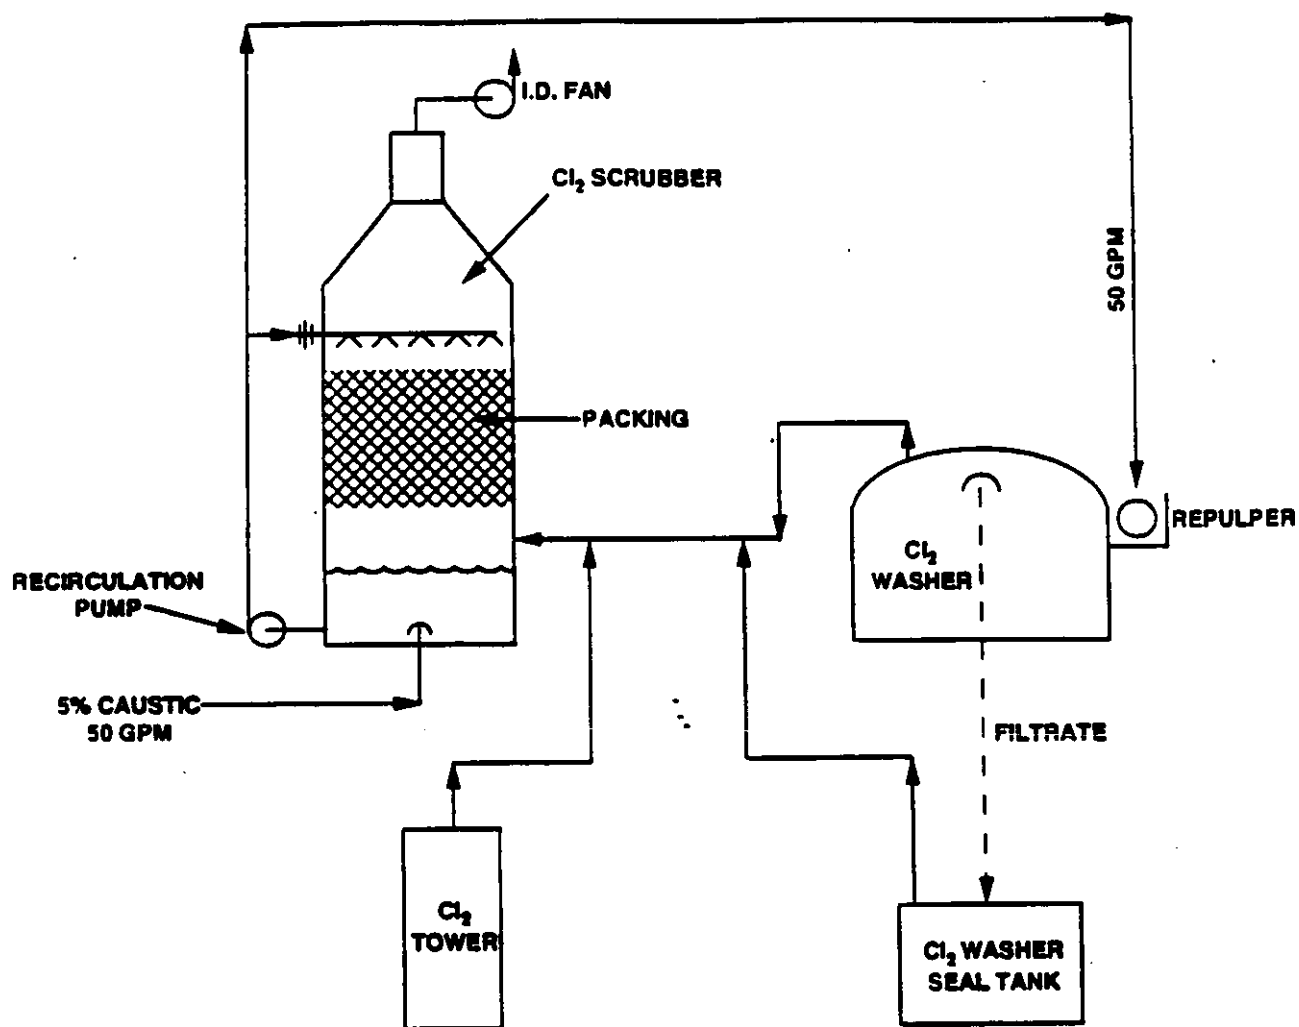 I.D. FAN
Cl₂ SCRUBBER
50 GPM
PACKING
REPULPER
Cl₂
WASHER
RECIRCULATION
PUMP
5% CAUSTIC
50 GPM
FILTRATE
Cl₂
TOWER
Cl₂ WASHER
SEAL TANK